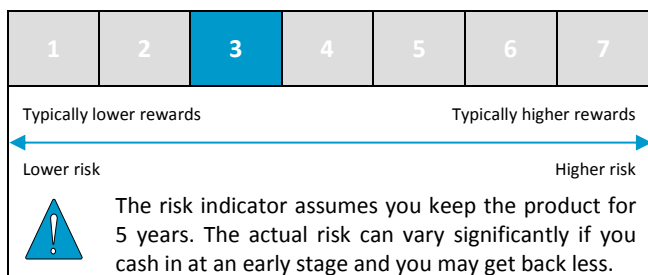 1 2 3 4 5 6 7
Typically lower rewards Typically higher rewards
Lower risk Higher risk
The risk indicator assumes you keep the product for
5 years. The actual risk can vary significantly if you
cash in at an early stage and you may get back less.